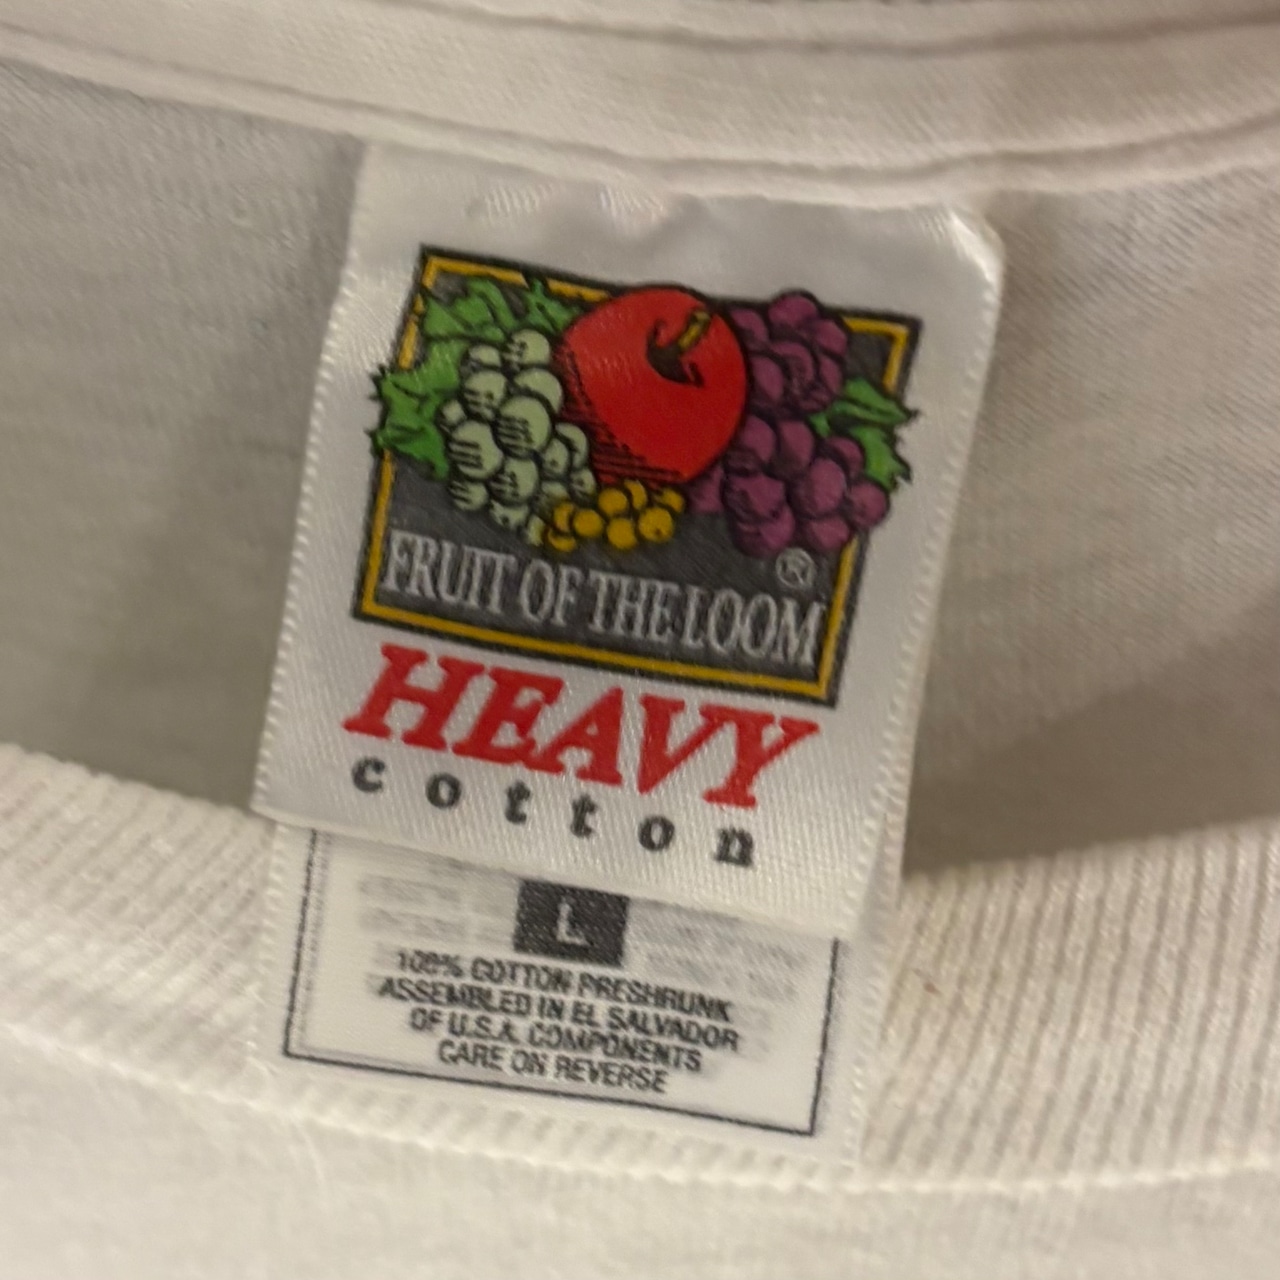 FRUIT OF THE LOOM ®
HEAVY
cotton
L
100% COTTON PRESHRUNK
ASSEMBLED IN EL SALVADOR
OF U.S.A. COMPONENTS
CARE ON REVERSE